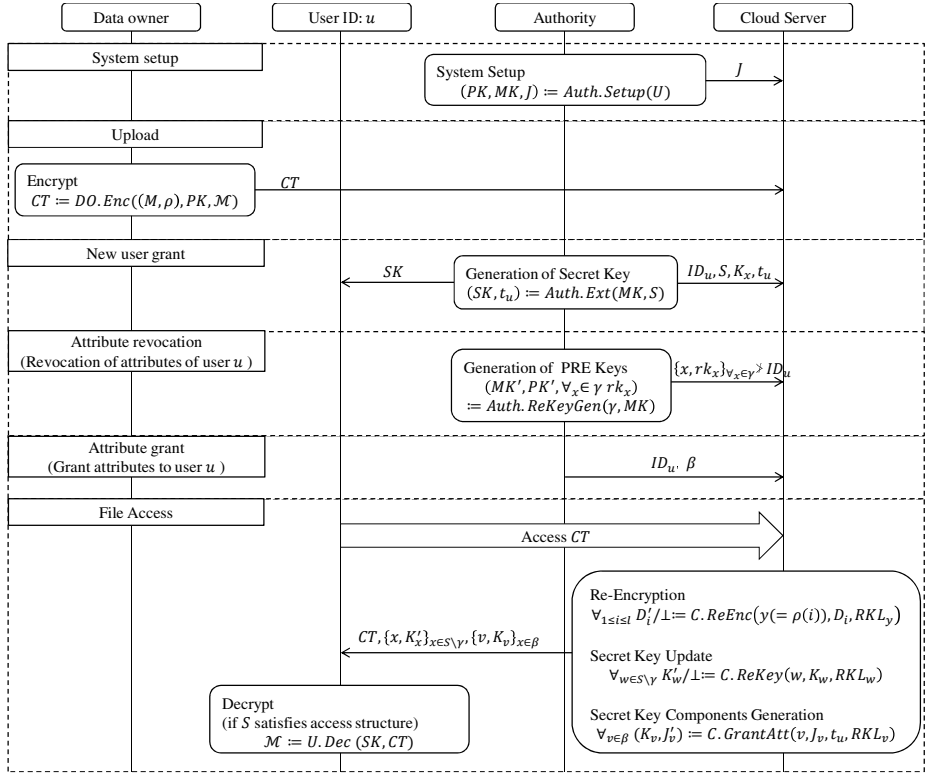 Data owner
User ID: u
Authority
Cloud Server
System setup
System Setup
(PK, MK, J) ≔ Auth.Setup(U)
J
Upload
Encrypt
CT ≔ DO.Enc((M, ρ), PK, ℳ)
CT
New user grant
SK
Generation of Secret Key
(SK, t_u) ≔ Auth.Ext(MK, S)
ID_u, S, K_x, t_u
Attribute revocation
(Revocation of attributes of user u )
Generation of PRE Keys
(MK′, PK′, ∀_x∈ γ rk_x)
≔ Auth.ReKeyGen(γ, MK)
{x, rk_x}_{∀_x∈γ}, ID_u
Attribute grant
(Grant attributes to user u )
ID_u, β
File Access
Access CT
Re-Encryption
∀_{1≤i≤l} D_i′/⊥≔ C.ReEnc(y(= ρ(i)), D_i, RKL_y)
CT, {x, K_x′}_{x∈S\γ}, {v, K_v}_{x∈β}
Secret Key Update
∀_{w∈S\γ} K_w′/⊥≔ C.ReKey(w, K_w, RKL_w)
Secret Key Components Generation
∀_{v∈β} (K_v, J_v′) ≔ C.GrantAtt(v, J_v, t_u, RKL_v)
Decrypt
(if S satisfies access structure)
ℳ ≔ U.Dec (SK, CT)